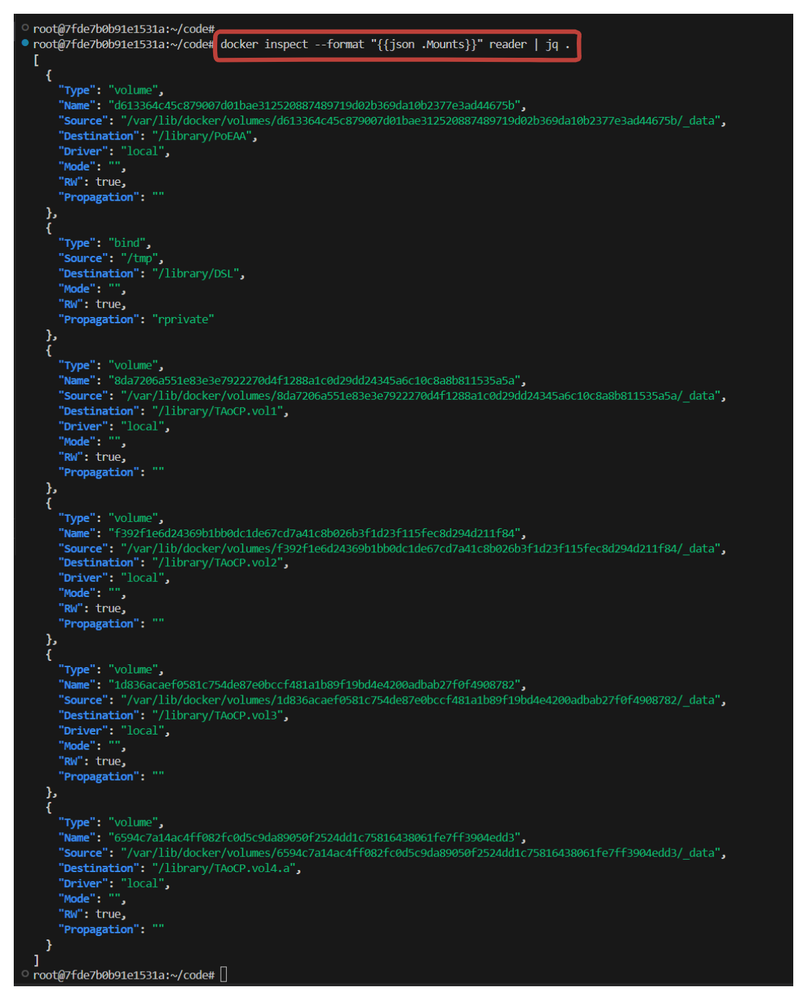 root@7fde7b0b91e1531a:~/code#
root@7fde7b0b91e1531a:~/code# docker inspect --format "{{json .Mounts}}" reader | jq .
[
  {
    "Type": "volume",
    "Name": "d613364c45c879007d01bae312520887489719d02b369da10b2377e3ad44675b",
    "Source": "/var/lib/docker/volumes/d613364c45c879007d01bae312520887489719d02b369da10b2377e3ad44675b/_data",
    "Destination": "/library/PoEAA",
    "Driver": "local",
    "Mode": "",
    "RW": true,
    "Propagation": ""
  },
  {
    "Type": "bind",
    "Source": "/tmp",
    "Destination": "/library/DSL",
    "Mode": "",
    "RW": true,
    "Propagation": "rprivate"
  },
  {
    "Type": "volume",
    "Name": "8da7206a551e83e3e7922270d4f1288a1c0d29dd24345a6c10c8a8b811535a5a",
    "Source": "/var/lib/docker/volumes/8da7206a551e83e3e7922270d4f1288a1c0d29dd24345a6c10c8a8b811535a5a/_data",
    "Destination": "/library/TAoCP.vol1",
    "Driver": "local",
    "Mode": "",
    "RW": true,
    "Propagation": ""
  },
  {
    "Type": "volume",
    "Name": "f392f1e6d24369b1bb0dc1de67cd7a41c8b026b3f1d23f115fec8d294d211f84",
    "Source": "/var/lib/docker/volumes/f392f1e6d24369b1bb0dc1de67cd7a41c8b026b3f1d23f115fec8d294d211f84/_data",
    "Destination": "/library/TAoCP.vol2",
    "Driver": "local",
    "Mode": "",
    "RW": true,
    "Propagation": ""
  },
  {
    "Type": "volume",
    "Name": "1d836acaef0581c754de87e0bccf481a1b89f19bd4e4200adbab27f0f4908782",
    "Source": "/var/lib/docker/volumes/1d836acaef0581c754de87e0bccf481a1b89f19bd4e4200adbab27f0f4908782/_data",
    "Destination": "/library/TAoCP.vol3",
    "Driver": "local",
    "Mode": "",
    "RW": true,
    "Propagation": ""
  },
  {
    "Type": "volume",
    "Name": "6594c7a14ac4ff082fc0d5c9da89050f2524dd1c75816438061fe7ff3904edd3",
    "Source": "/var/lib/docker/volumes/6594c7a14ac4ff082fc0d5c9da89050f2524dd1c75816438061fe7ff3904edd3/_data",
    "Destination": "/library/TAoCP.vol4.a",
    "Driver": "local",
    "Mode": "",
    "RW": true,
    "Propagation": ""
  }
]
root@7fde7b0b91e1531a:~/code#